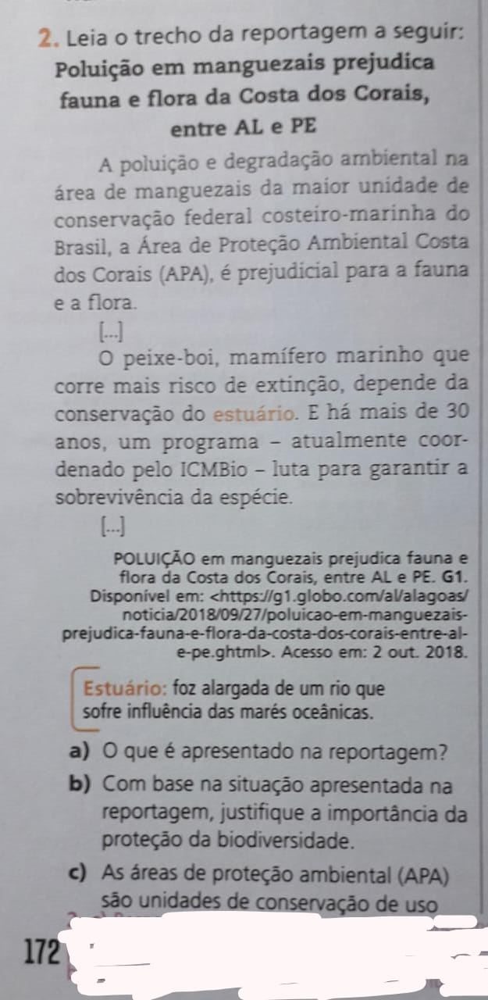 2. Leia o trecho da reportagem a seguir:
Poluição em manguezais prejudica
fauna e flora da Costa dos Corais,
entre AL e PE
A poluição e degradação ambiental na
área de manguezais da maior unidade de
conservação federal costeiro-marinha do
Brasil, a Área de Proteção Ambiental Costa
dos Corais (APA), é prejudicial para a fauna
e a flora.
[...]
O peixe-boi, mamífero marinho que
corre mais risco de extinção, depende da
conservação do estuário. E há mais de 30
anos, um programa – atualmente coor-
denado pelo ICMBio – luta para garantir a
sobrevivência da espécie.
[...]
POLUIÇÃO em manguezais prejudica fauna e
flora da Costa dos Corais, entre AL e PE. G1.
Disponível em: <https://g1.globo.com/al/alagoas/
noticia/2018/09/27/poluicao-em-manguezais-
prejudica-fauna-e-flora-da-costa-dos-corais-entre-al-
e-pe.ghtml>. Acesso em: 2 out. 2018.
Estuário: foz alargada de um rio que
sofre influência das marés oceânicas.
a) O que é apresentado na reportagem?
b) Com base na situação apresentada na
reportagem, justifique a importância da
proteção da biodiversidade.
c) As áreas de proteção ambiental (APA)
são unidades de conservação de uso
172